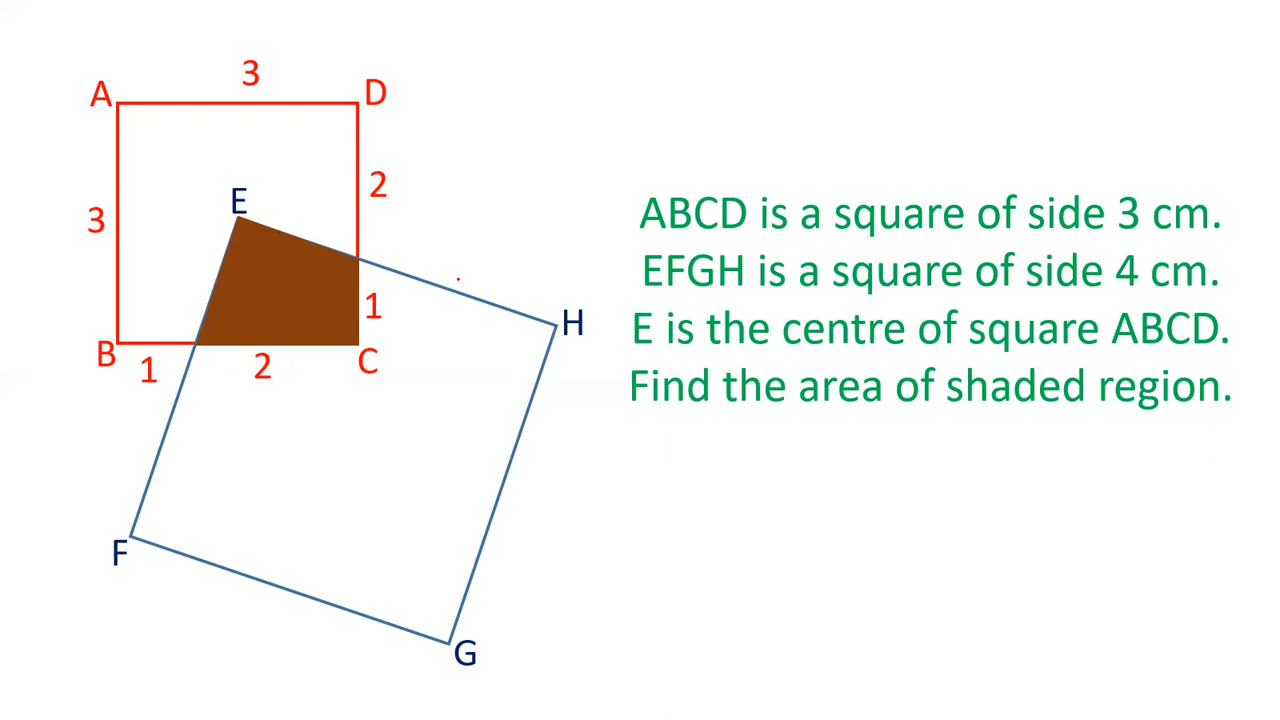 3
A
D
2
E
3
1
H
B
1
2
C
F
G
ABCD is a square of side 3 cm.
EFGH is a square of side 4 cm.
E is the centre of square ABCD.
Find the area of shaded region.